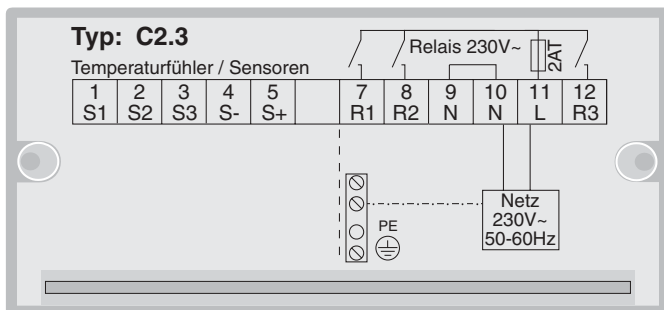 Typ: C2.3
Relais 230V~
2AT
Temperaturfühler / Sensoren
1 2 3 4 5 7 8 9 10 11 12
S1 S2 S3 S- S+ R1 R2 N N L R3
PE
Netz
230V~
50-60Hz